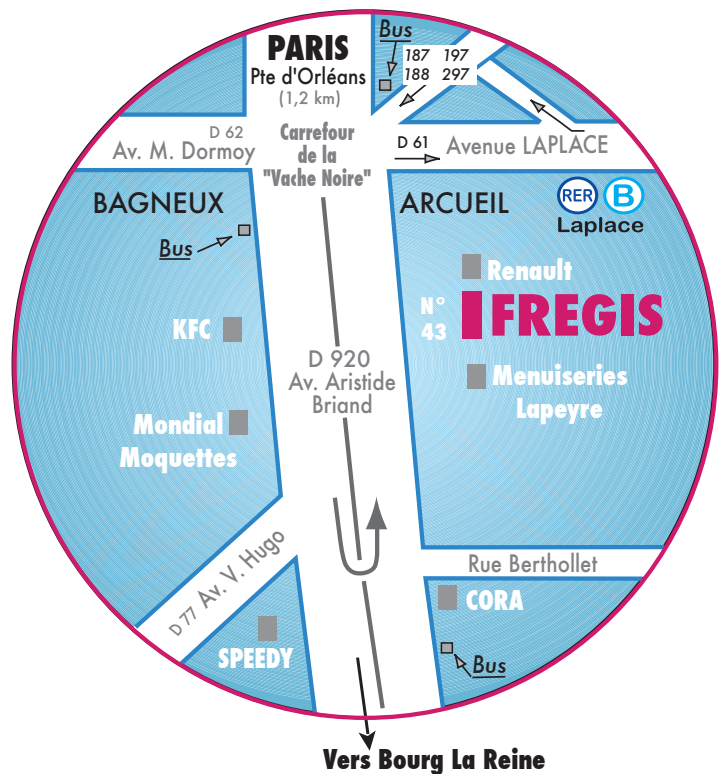 PARIS
Pte d'Orléans
(1,2 km)
Bus
187 197
188 297
D 62
Av. M. Dormoy
Carrefour
de la
"Vache Noire"
D 61 Avenue LAPLACE
BAGNEUX
ARCUEIL
RER B
Laplace
Bus
Renault
N°
43
FREGIS
KFC
D 920
Av. Aristide
Briand
Menuiseries
Lapeyre
Mondial
Moquettes
D 77 Av. V. Hugo
Rue Berthollet
CORA
SPEEDY
Bus
Vers Bourg La Reine